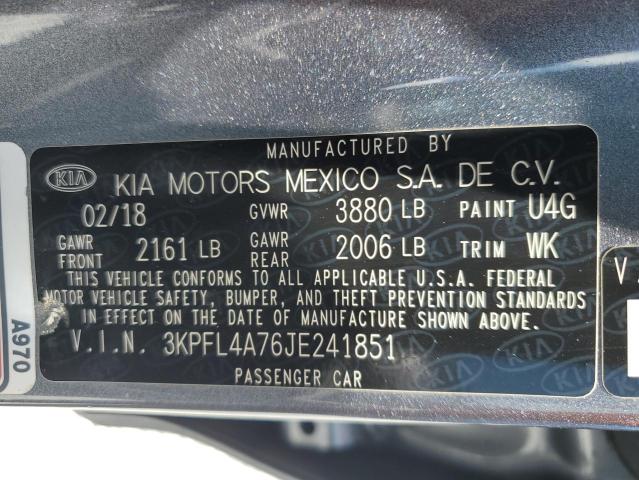 MANUFACTURED BY
KIA KIA MOTORS MEXICO S.A. DE C.V.
02/18 GVWR 3880 LB PAINT U4G
GAWR FRONT 2161 LB GAWR REAR 2006 LB TRIM WK
THIS VEHICLE CONFORMS TO ALL APPLICABLE U.S.A. FEDERAL
MOTOR VEHICLE SAFETY, BUMPER, AND THEFT PREVENTION STANDARDS
IN EFFECT ON THE DATE OF MANUFACTURE SHOWN ABOVE.
V.I.N. 3KPFL4A76JE241851
PASSENGER CAR
A970
V